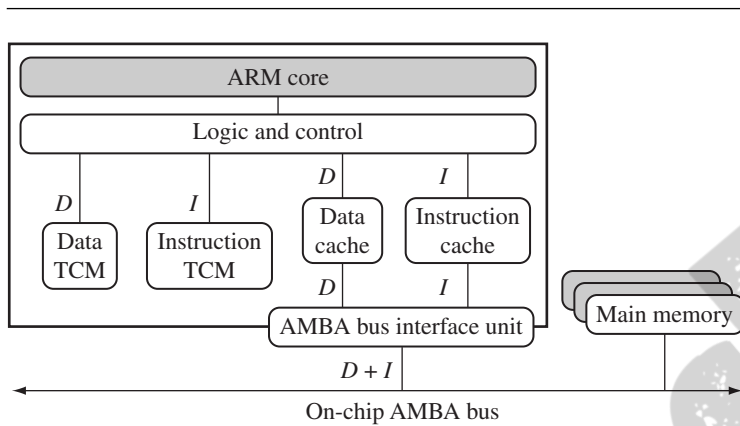 ARM core
Logic and control
D
I
D
I
Data
TCM
Instruction
TCM
Data
cache
Instruction
cache
D
I
AMBA bus interface unit
Main memory
D + I
On-chip AMBA bus